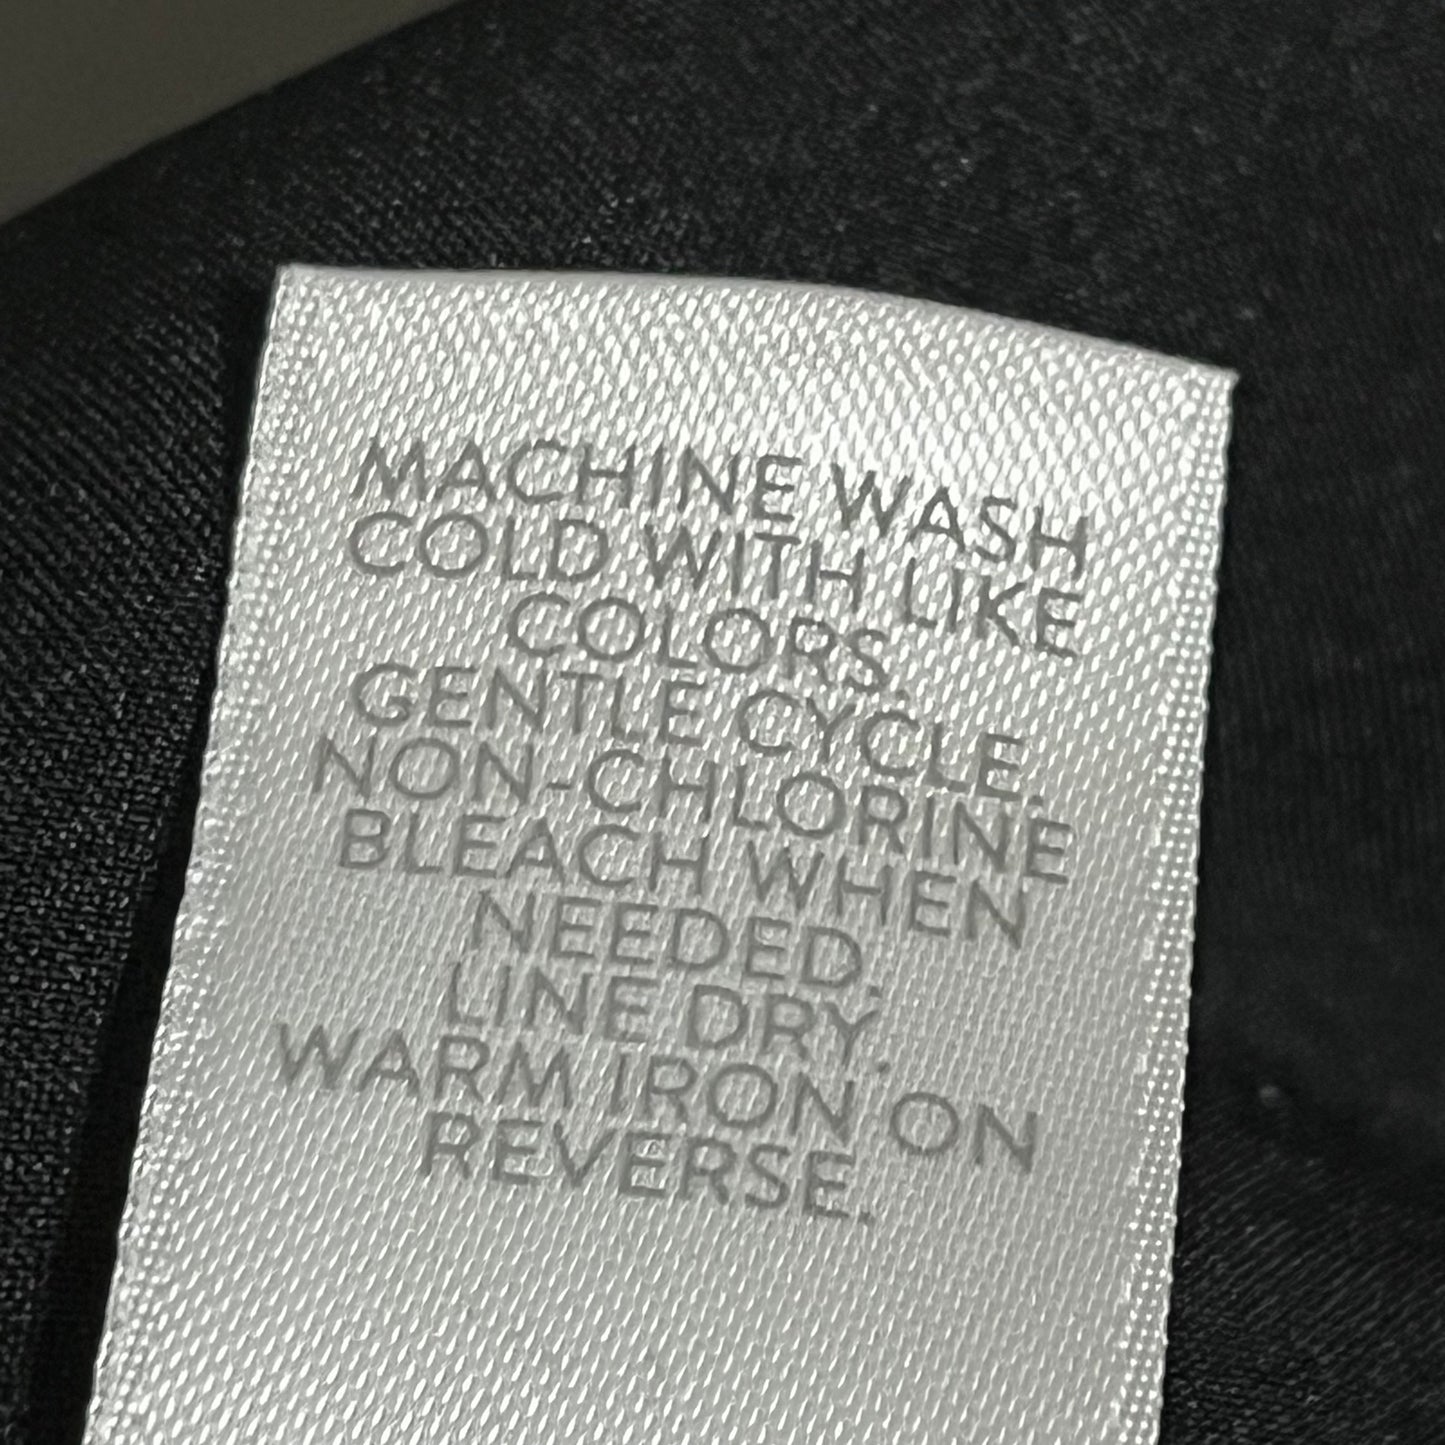 MACHINE WASH
COLD WITH LIKE
COLORS.
GENTLE CYCLE.
NON-CHLORINE
BLEACH WHEN
NEEDED.
LINE DRY.
WARM IRON ON
REVERSE.